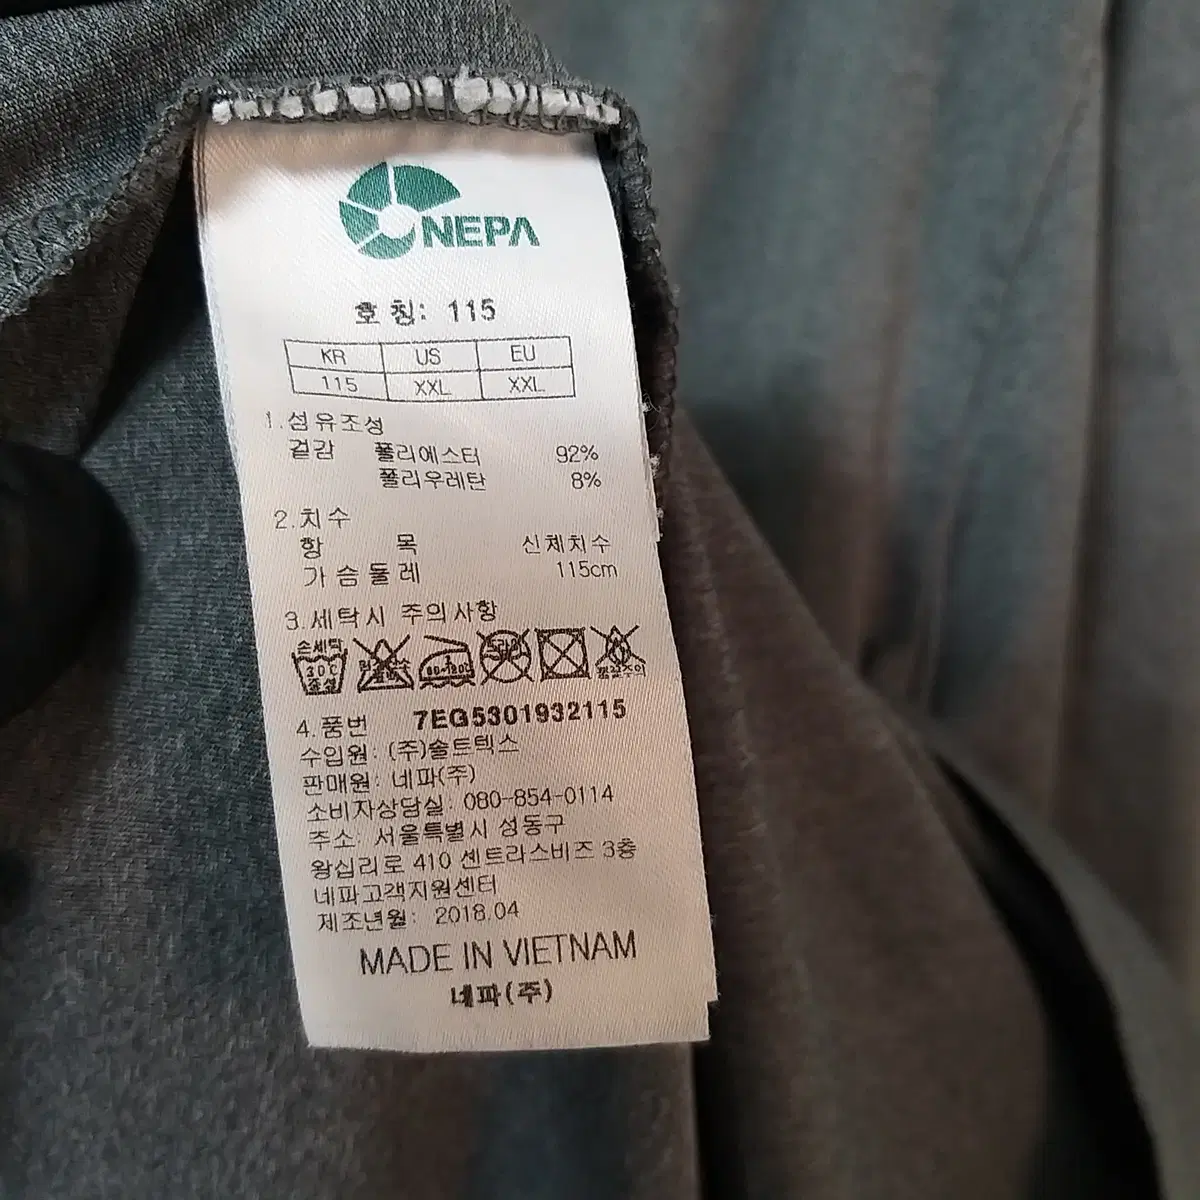 NEPA
호 칭: 115
KR US EU
115 XXL XXL
1.섬유조성
겉감 폴리에스터 92%
폴리우레탄 8%
2.치수
항 목 신체치수
가슴둘레 115cm
3.세탁시 주의사항
손세탁
30℃
중성
4.품번 7EG5301932115
수입원: (주)솔트텍스
판매원: 네파(주)
소비자상담실: 080-854-0114
주소: 서울특별시 성동구
왕십리로 410 센트라스비즈 3층
네파고객지원센터
제조년월: 2018.04
MADE IN VIETNAM
네파(주)